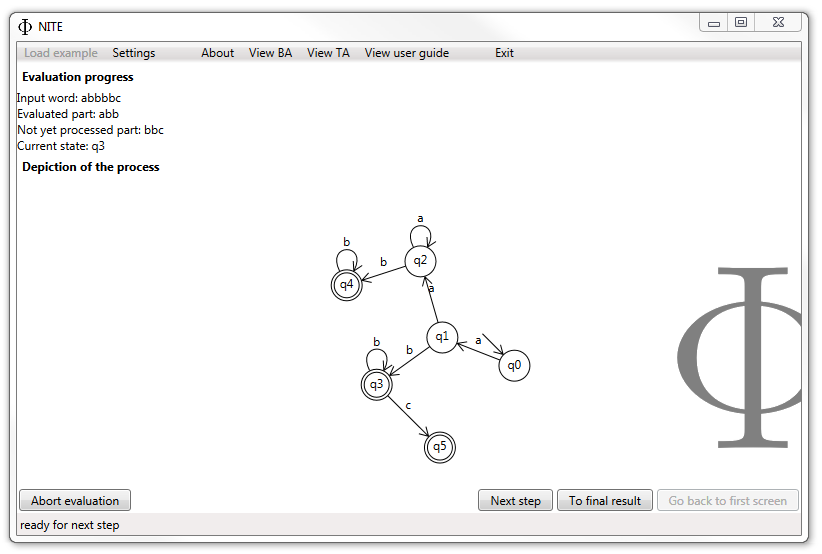 NITE
Load example Settings About View BA View TA View user guide Exit
Evaluation progress
Input word: abbbbc
Evaluated part: abb
Not yet processed part: bbc
Current state: q3
Depiction of the process
a
b
b
q2
q4
a
q1
a
b
b
q0
q3
c
q5
Φ
Abort evaluation Next step To final result Go back to first screen
ready for next step